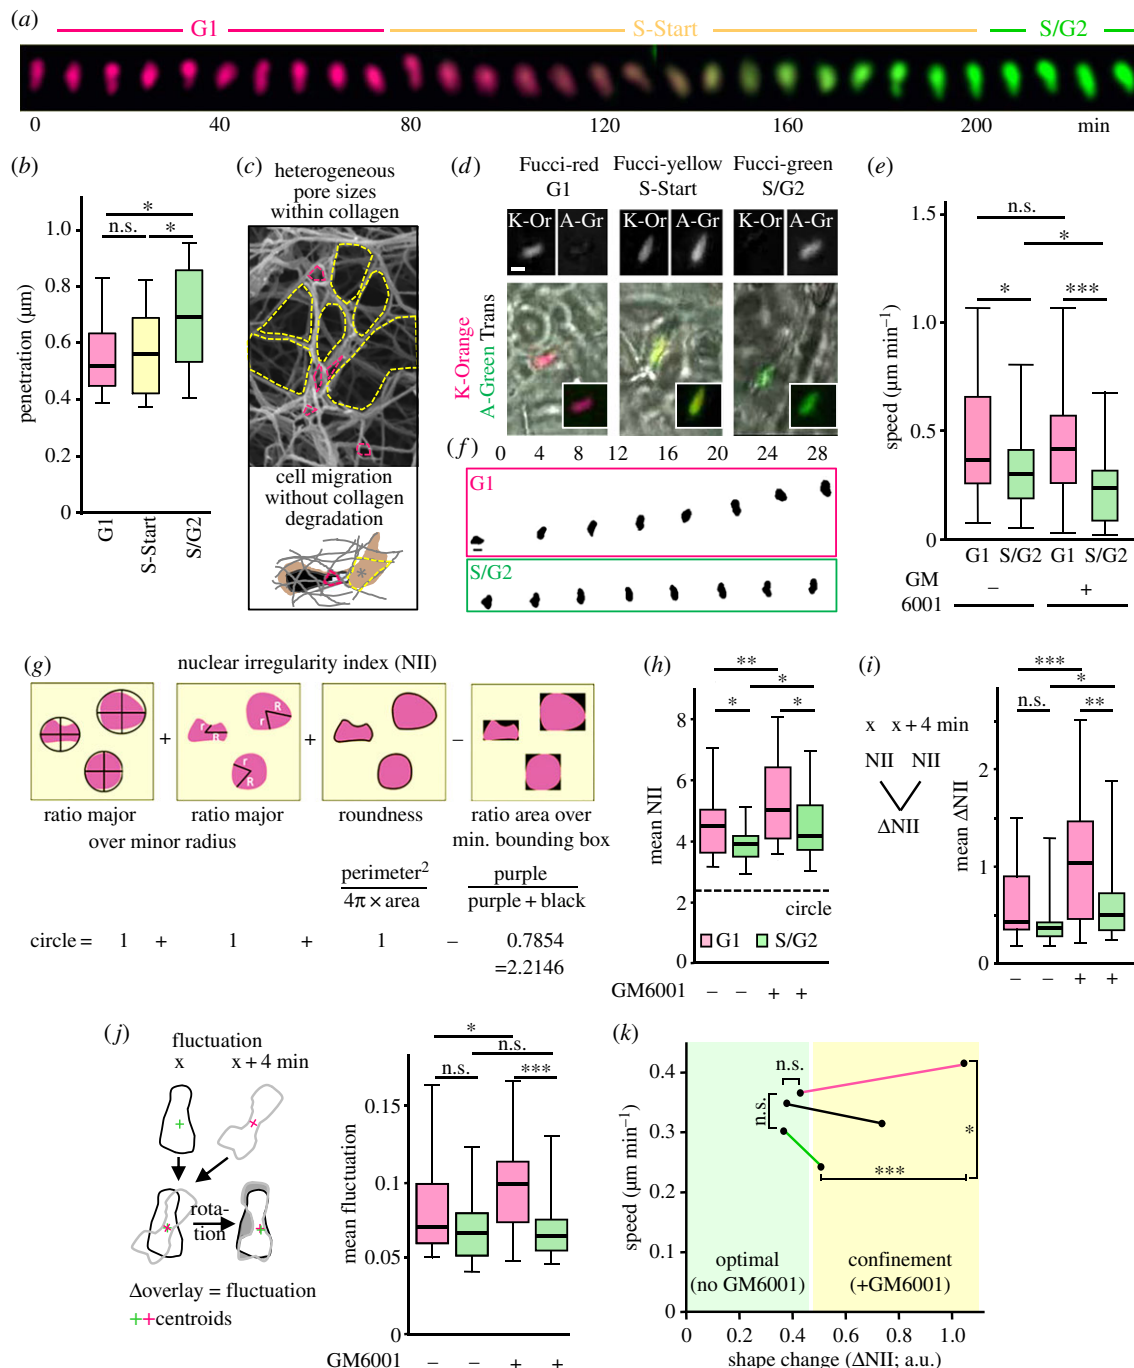 (a)
G1 S-Start S/G2
0 40 80 120 160 200 min
(b)
* 
n.s. *
1.0
0.8
0.6
0.4
0.2
0
penetration (µm)
G1
S-Start
S/G2
(c)
heterogeneous
pore sizes
within collagen
cell migration
without collagen
degradation
*
(d)
Fucci-red Fucci-yellow Fucci-green
G1 S-Start S/G2
K-Or A-Gr K-Or A-Gr K-Or A-Gr
K-Orange
A-Green Trans
(e)
n.s.
*
* ***
1.5
1.0
0.5
0
speed (µm min−1)
G1 S/G2 G1 S/G2
GM
6001
– +
(f)
0 4 8 12 16 20 24 28
G1
S/G2
(g)
nuclear irregularity index (NII)
r R r R r R
+ + –
ratio major ratio major roundness ratio area over
over minor radius min. bounding box
perimeter2 purple
4π × area purple + black
circle = 1 + 1 + 1 – 0.7854
=2.2146
(h)
**
*
* *
8
6
4
2
0
mean NII
circle
G1 S/G2
GM6001 – – + +
(i)
x x + 4 min
NII NII
ΔNII
***
*
n.s. **
2
1
0
mean ΔNII
– – + +
(j)
fluctuation
x x + 4 min
rota-
tion
Δoverlay = fluctuation
++centroids
*
n.s.
n.s. ***
0.15
0.1
0.05
0
mean fluctuation
GM6001 – – + +
(k)
n.s.
n.s.
*
***
0.4
0.3
0.2
0.1
0
speed (µm min−1)
optimal confinement
(no GM6001) (+GM6001)
0 0.2 0.4 0.6 0.8 1.0
shape change (ΔNII; a.u.)